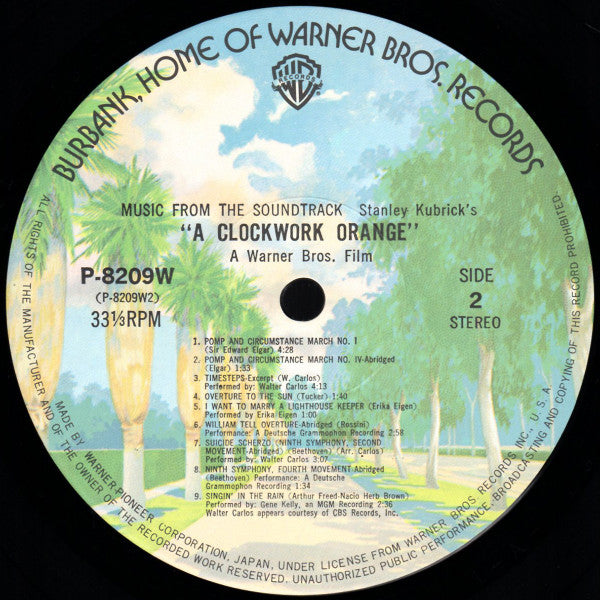 BURBANK, HOME OF WARNER BROS. RECORDS
WB
RECORDS
MUSIC FROM THE SOUNDTRACK Stanley Kubrick's
"A CLOCKWORK ORANGE"
A Warner Bros. Film
P-8209W
(P-8209W2)
33⅓RPM
SIDE
2
STEREO
1. POMP AND CIRCUMSTANCE MARCH NO. I
(Sir Edward Elgar) 4:28
2. POMP AND CIRCUMSTANCE MARCH NO. IV-Abridged
(Elgar) 1:33
3. TIMESTEPS-Excerpt (W. Carlos)
Performed by: Walter Carlos 4:13
4. OVERTURE TO THE SUN (Tucker) 1:40
5. I WANT TO MARRY A LIGHTHOUSE KEEPER (Erika Eigen)
Performed by Erika Eigen 1:00
6. WILLIAM TELL OVERTURE-Abridged (Rossini)
Performance: A Deutsche Grammophon Recording 2:58
7. SUICIDE SCHERZO (NINTH SYMPHONY, SECOND
MOVEMENT-Abridged) (Beethoven) (Arr. Carlos)
Performed by: Walter Carlos 3:07
8. NINTH SYMPHONY, FOURTH MOVEMENT-Abridged
(Beethoven) Performance: A Deutsche
Grammophon Recording 1:34
9. SINGIN' IN THE RAIN (Arthur Freed-Nacio Herb Brown)
Performed by: Gene Kelly, an MGM Recording 2:36
Walter Carlos appears courtesy of CBS Records, Inc.
MADE BY WARNER-PIONEER CORPORATION, JAPAN, UNDER LICENSE FROM WARNER BROS RECORDS INC., U.S.A.
ALL RIGHTS OF THE MANUFACTURER AND OF THE OWNER OF THE RECORDED WORK RESERVED. UNAUTHORIZED PUBLIC PERFORMANCE, BROADCASTING AND COPYING OF THIS RECORD PROHIBITED.